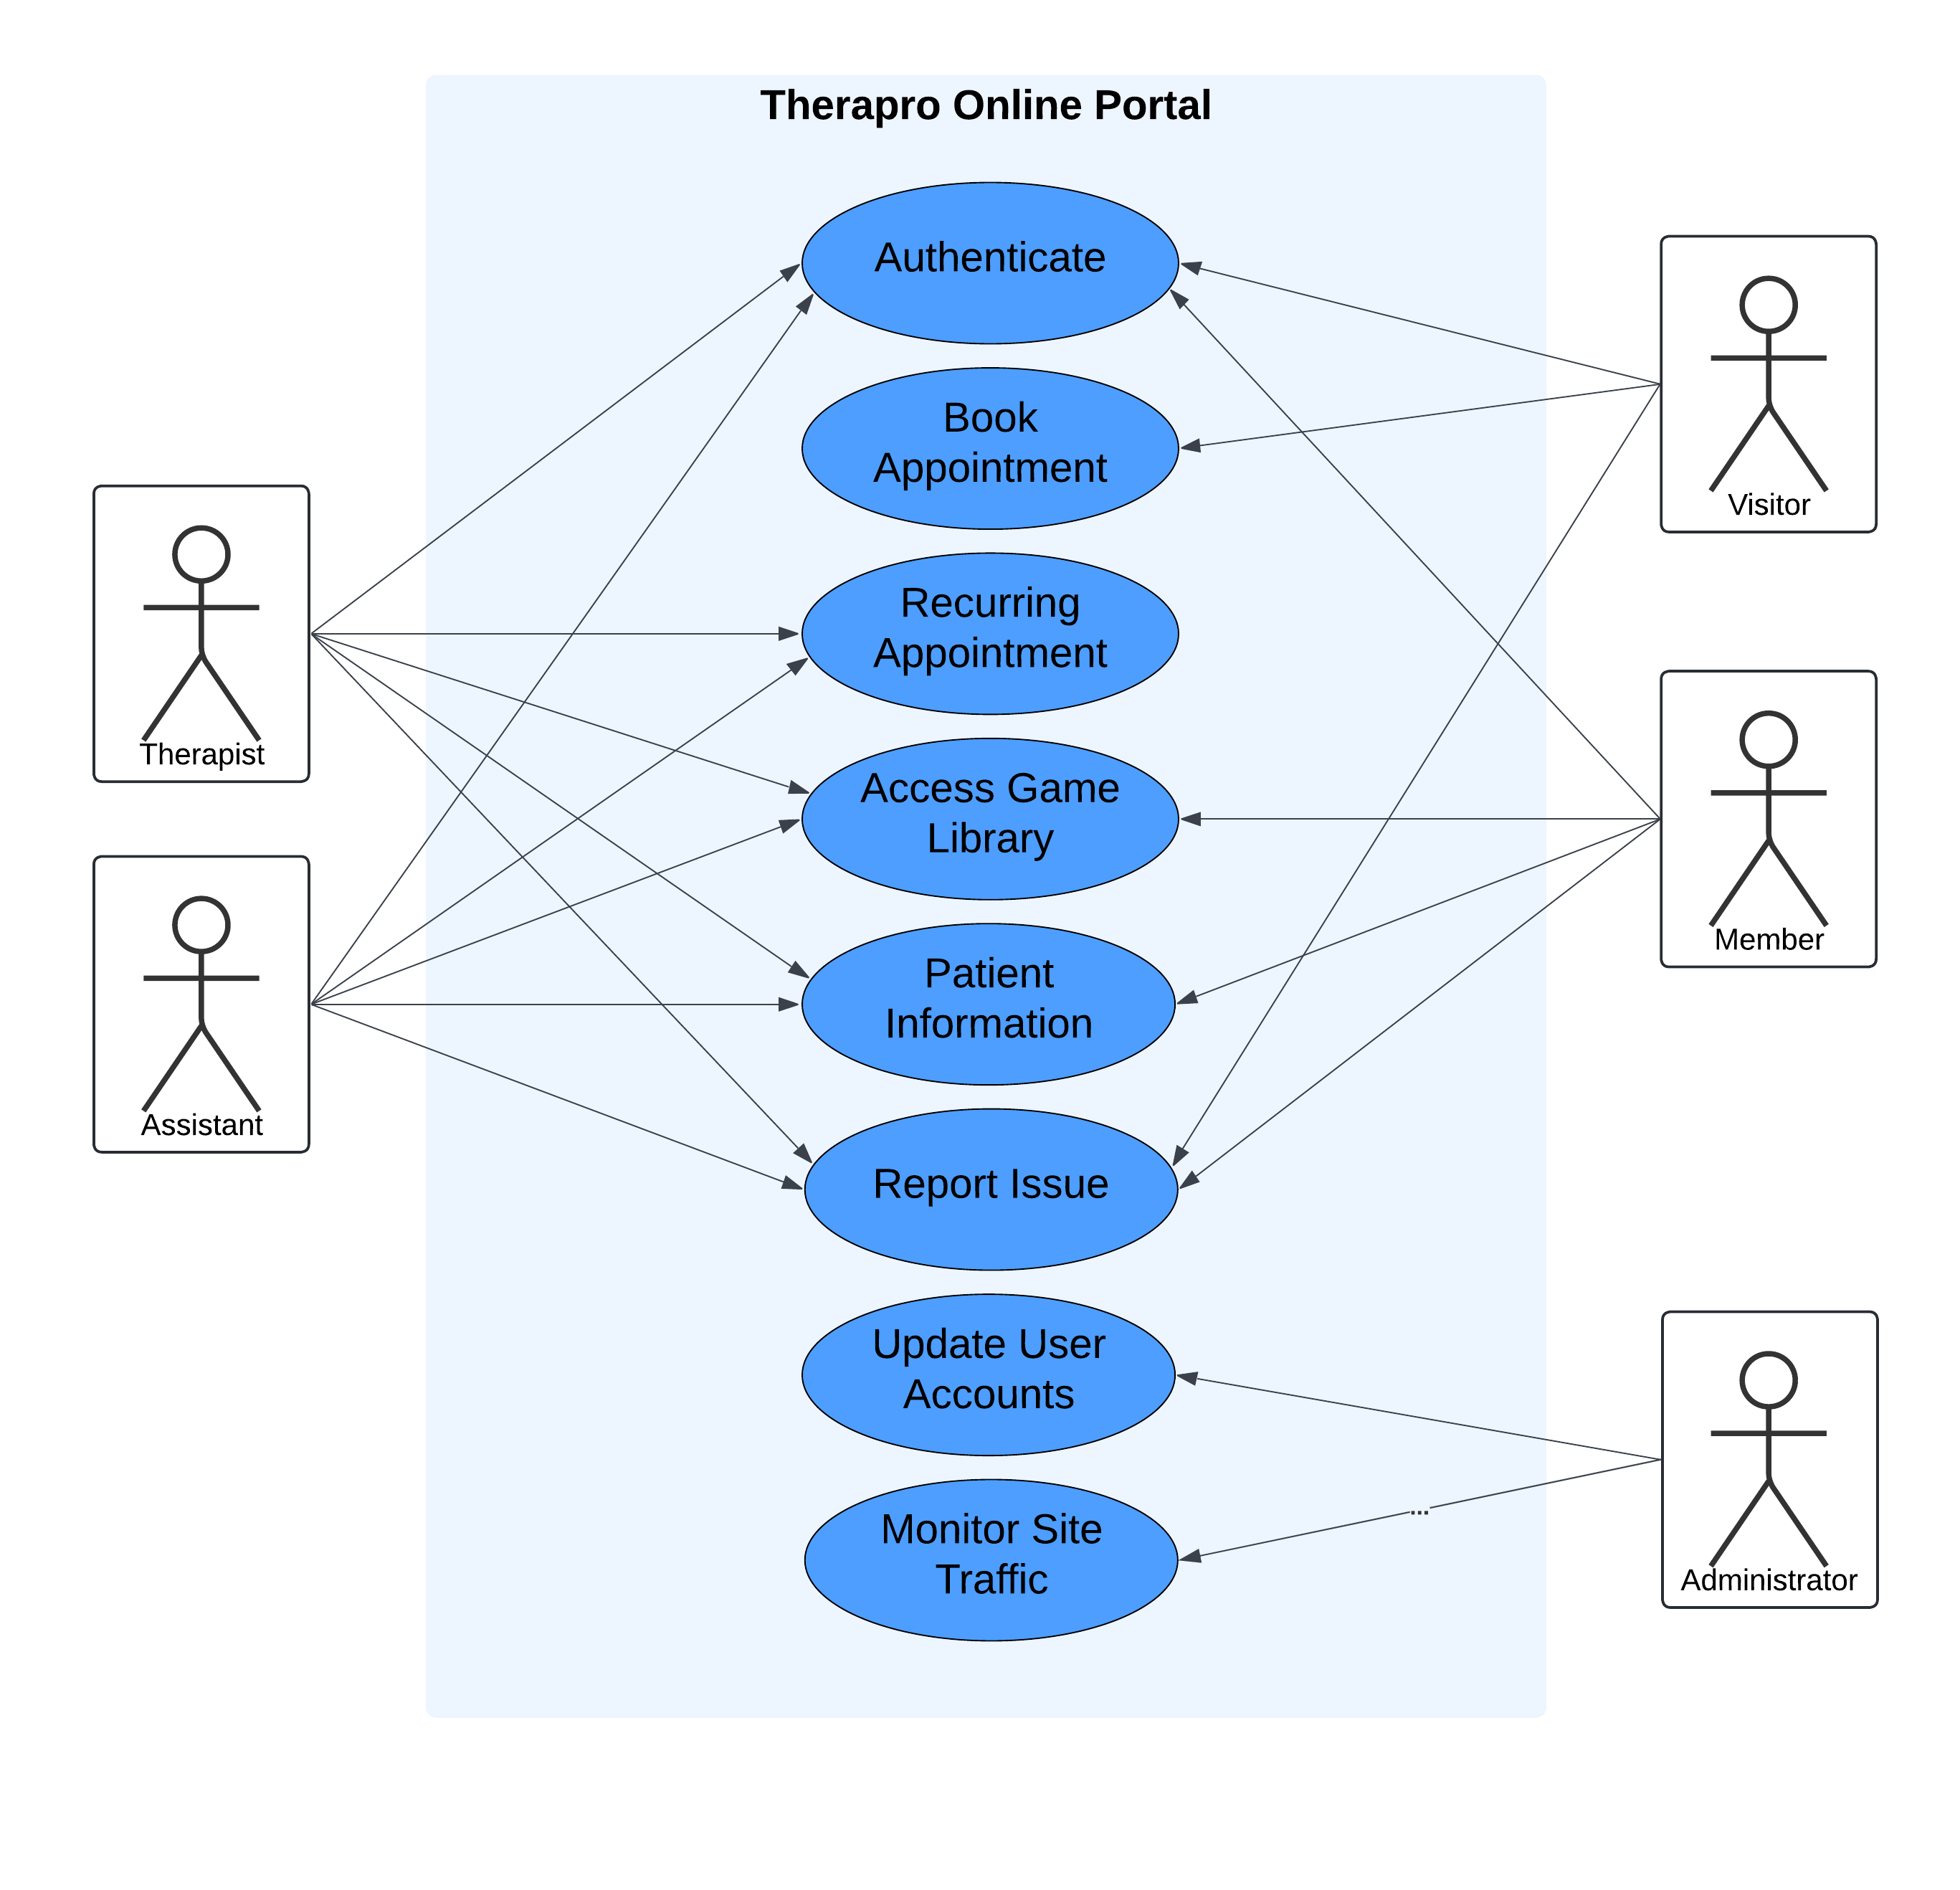 Therapro Online Portal
Authenticate
Book
Appointment
Recurring
Appointment
Access Game
Library
Patient
Information
Report Issue
Update User
Accounts
Monitor Site
Traffic
Therapist
Assistant
Visitor
Member
Administrator
...